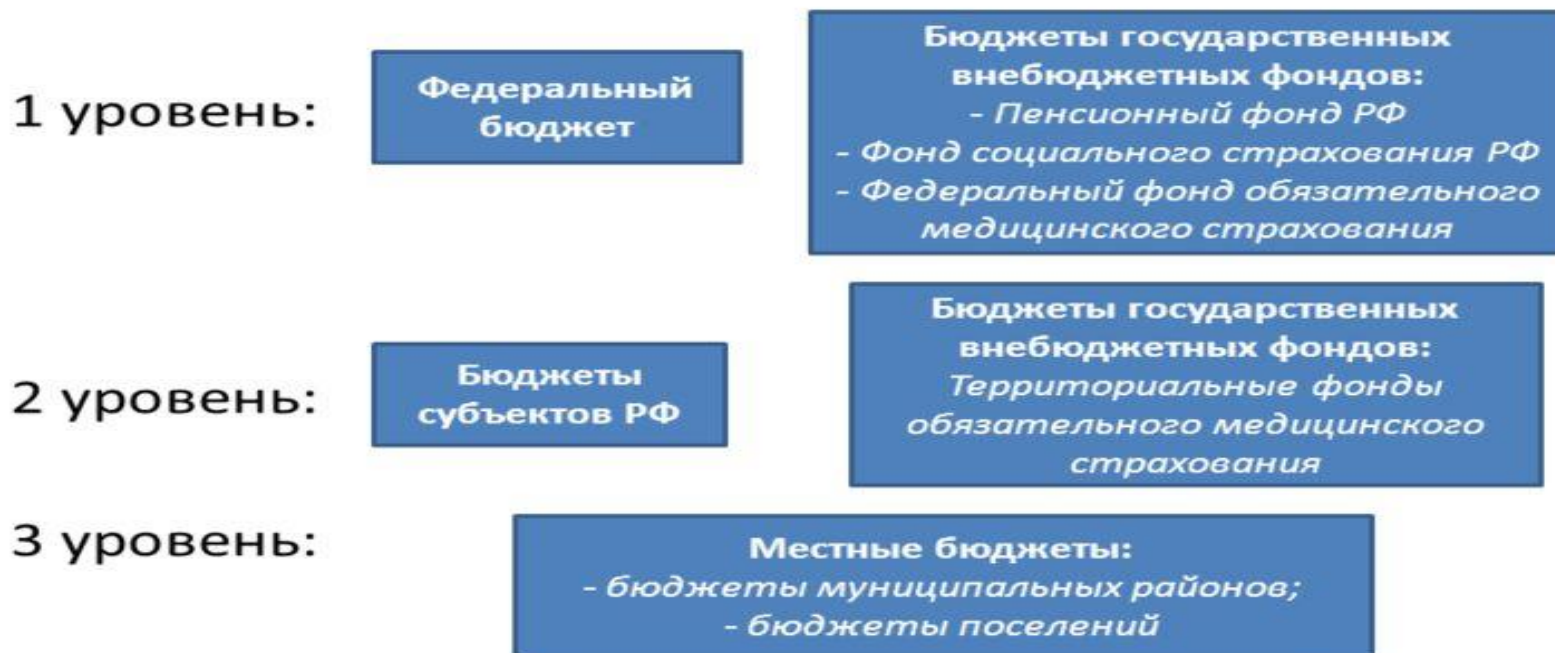 1 уровень:
Федеральный
бюджет
Бюджеты государственных
внебюджетных фондов:
- Пенсионный фонд РФ
- Фонд социального страхования РФ
- Федеральный фонд обязательного
медицинского страхования
2 уровень:
Бюджеты
субъектов РФ
Бюджеты государственных
внебюджетных фондов:
Территориальные фонды
обязательного медицинского
страхования
3 уровень:
Местные бюджеты:
- бюджеты муниципальных районов;
- бюджеты поселений